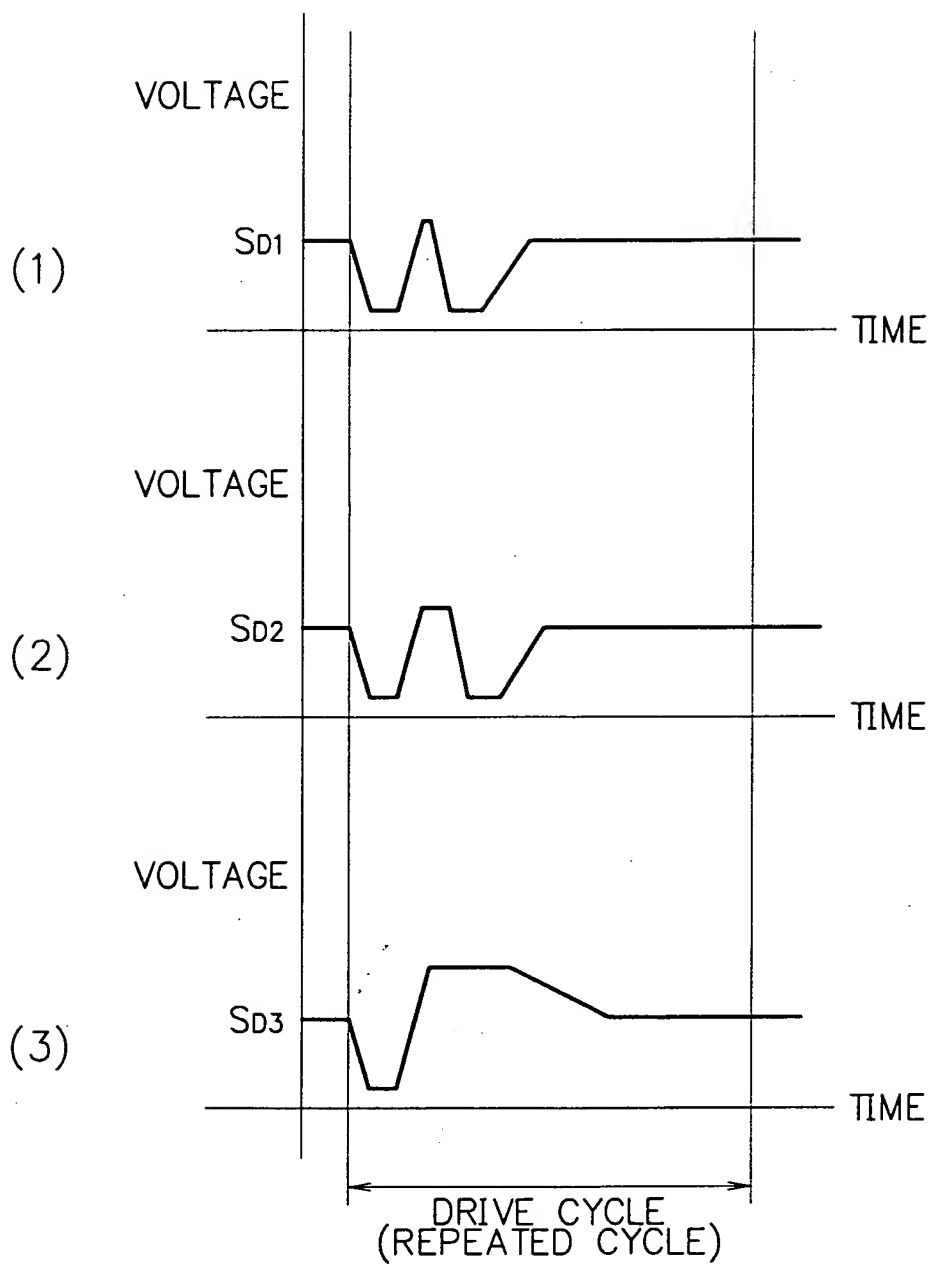 VOLTAGE
SD1
(1)
TIME
VOLTAGE
SD2
(2)
TIME
VOLTAGE
SD3
(3)
TIME
DRIVE CYCLE
(REPEATED CYCLE)